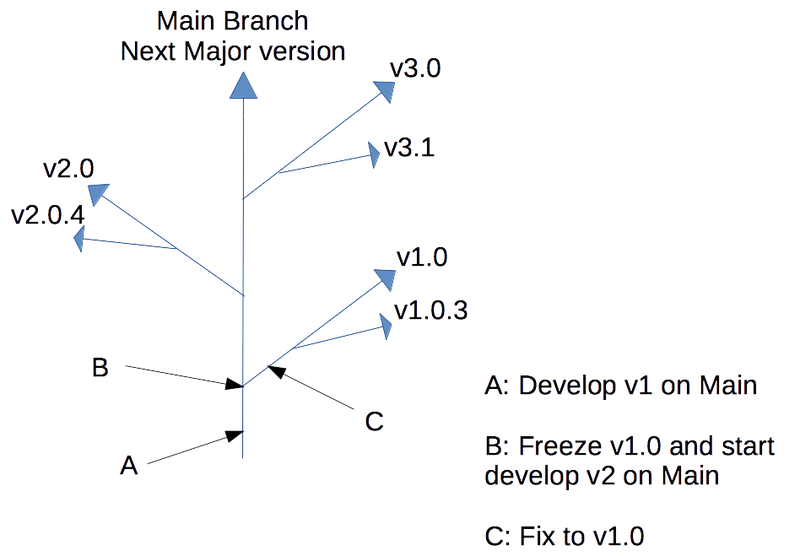 Main Branch
Next Major version
v3.0
v3.1
v2.0
v2.0.4
v1.0
v1.0.3
B
C
A
A: Develop v1 on Main
B: Freeze v1.0 and start
develop v2 on Main
C: Fix to v1.0